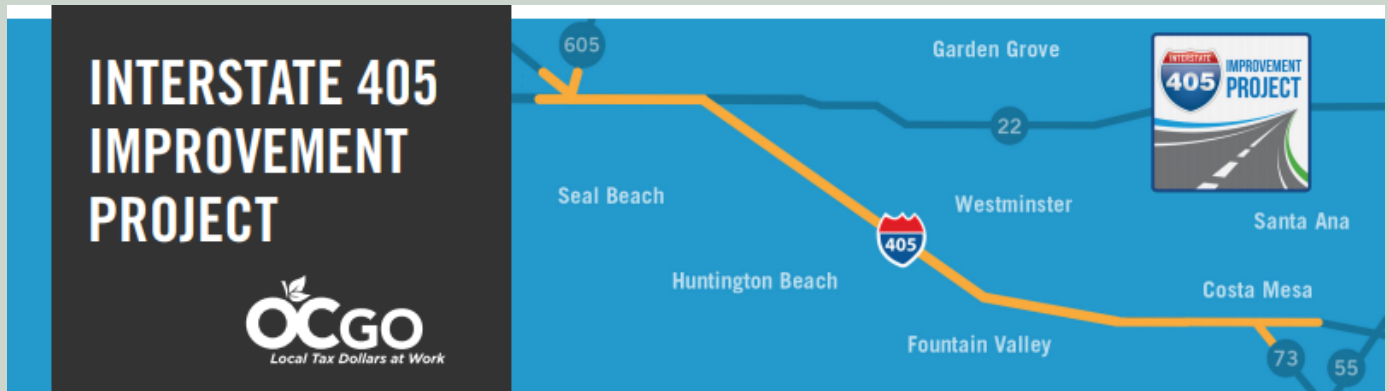 INTERSTATE 405
IMPROVEMENT
PROJECT
OCGO
Local Tax Dollars at Work
605
Garden Grove
INTERSTATE
405
IMPROVEMENT
PROJECT
22
Seal Beach
Westminster
Santa Ana
405
Huntington Beach
Costa Mesa
Fountain Valley
73
55